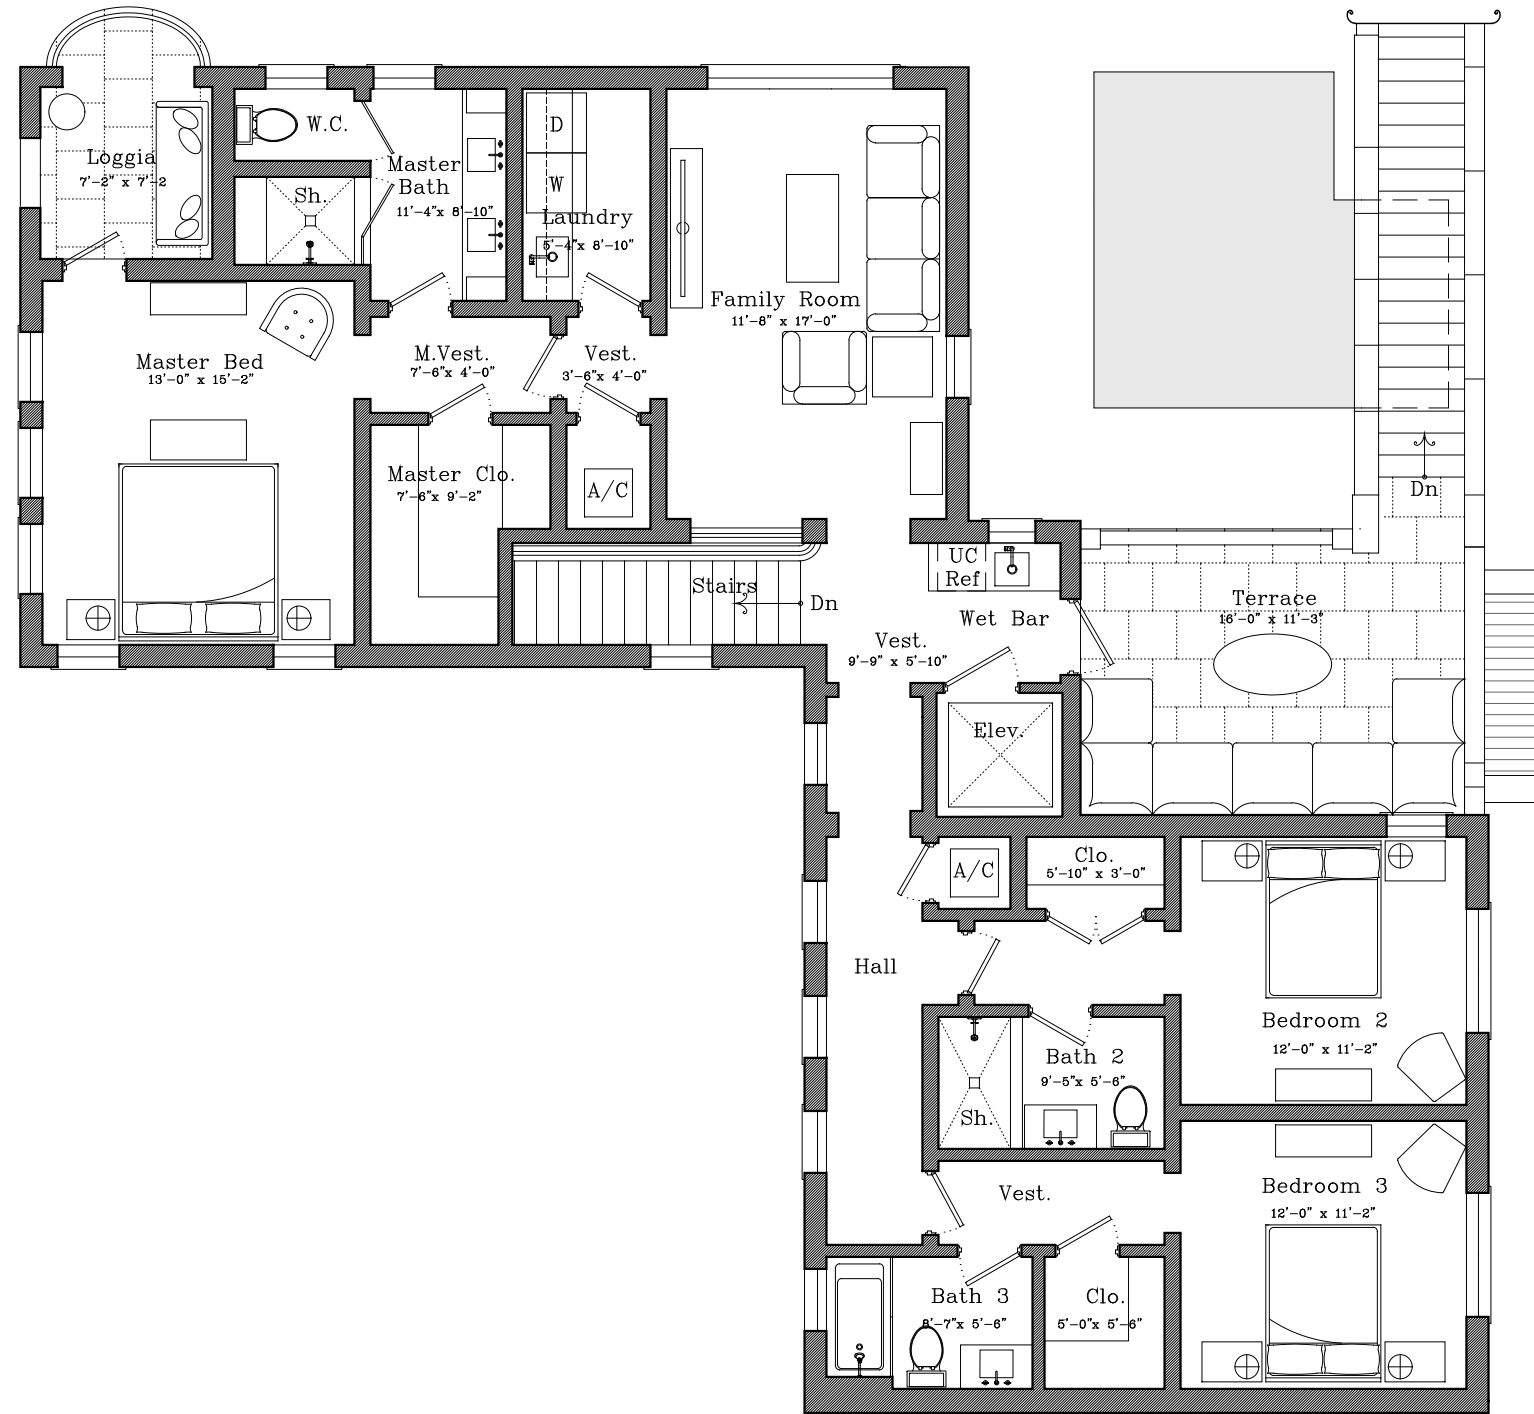 Loggia
7'-2" x 7'-2
W.C.
Sh.
Master
Bath
11'-4"x 8'-10"
D
W
Laundry
5'-4"x 8'-10"
Family Room
11'-8" x 17'-0"
Master Bed
13'-0" x 15'-2"
M.Vest.
7'-6"x 4'-0"
Vest.
3'-6"x 4'-0"
Master Clo.
7'-6"x 9'-2"
A/C
Dn
UC
Ref
Stairs
Dn
Wet Bar
Terrace
16'-0" x 11'-3"
Vest.
9'-9" x 5'-10"
Elev.
A/C
Clo.
5'-10" x 3'-0"
Hall
Bedroom 2
12'-0" x 11'-2"
Bath 2
9'-5"x 5'-6"
Sh.
Vest.
Bedroom 3
12'-0" x 11'-2"
Bath 3
8'-7"x 5'-6"
Clo.
5'-0"x 5'-6"